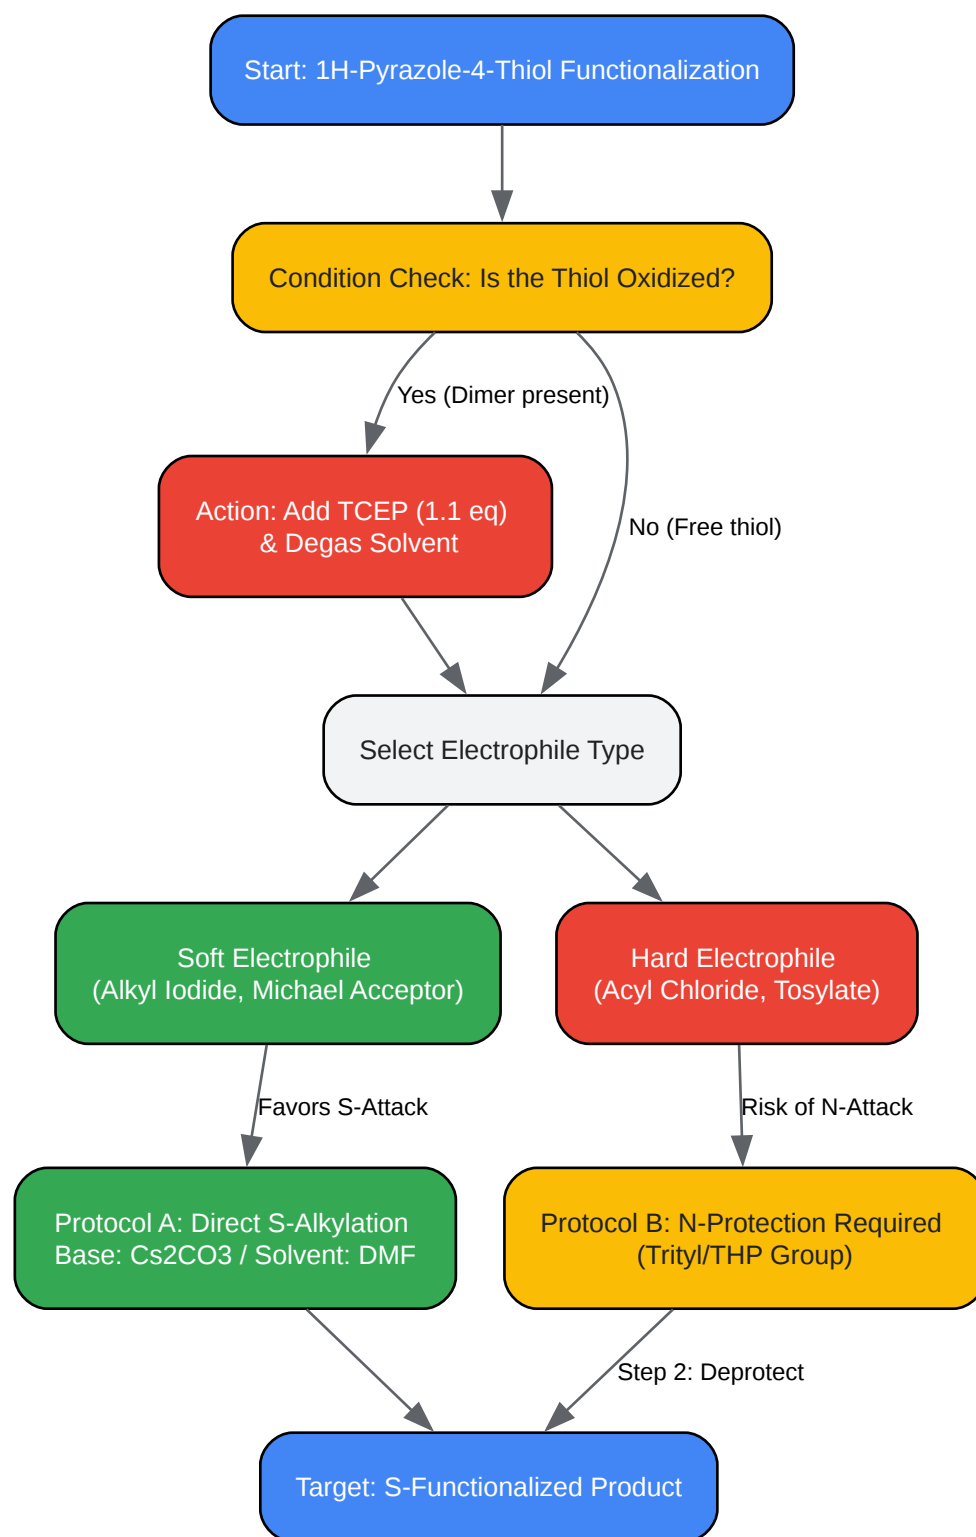 Start: 1H-Pyrazole-4-Thiol Functionalization
Condition Check: Is the Thiol Oxidized?
Yes (Dimer present)
Action: Add TCEP (1.1 eq)
& Degas Solvent
No (Free thiol)
Select Electrophile Type
Soft Electrophile
(Alkyl Iodide, Michael Acceptor)
Hard Electrophile
(Acyl Chloride, Tosylate)
Favors S-Attack
Risk of N-Attack
Protocol A: Direct S-Alkylation
Base: Cs2CO3 / Solvent: DMF
Protocol B: N-Protection Required
(Trityl/THP Group)
Step 2: Deprotect
Target: S-Functionalized Product